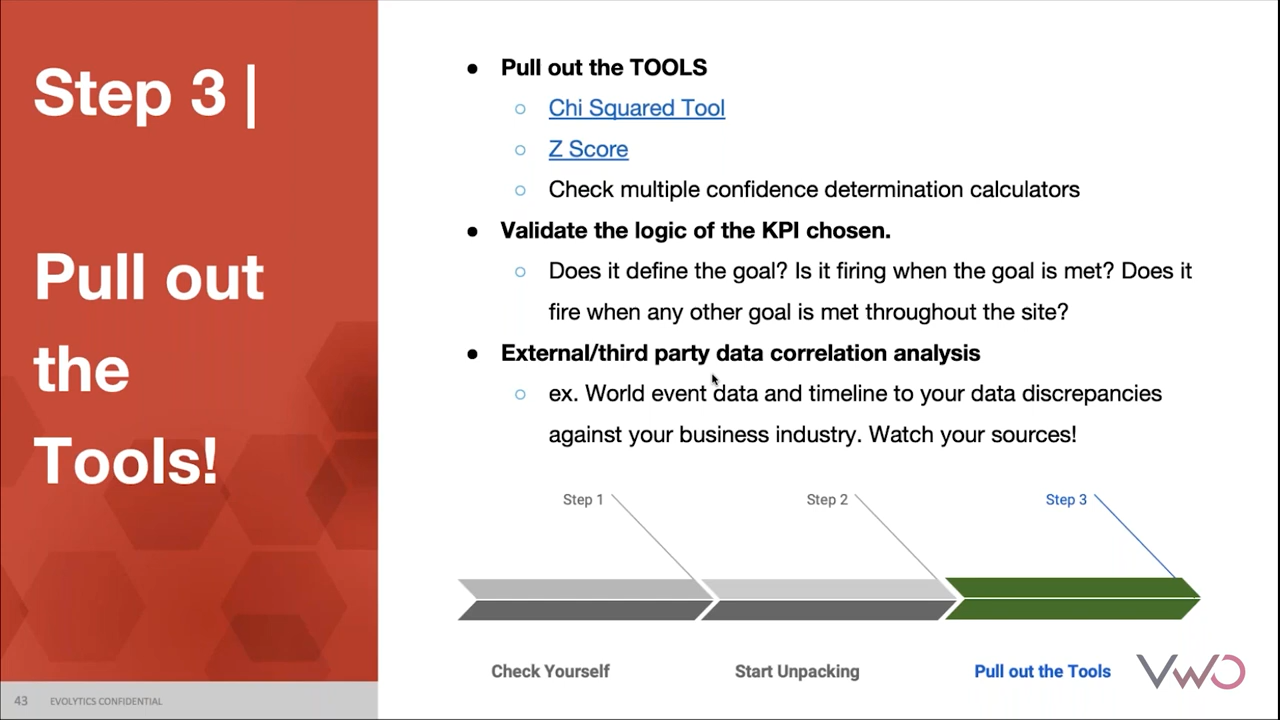 Step 3 |
Pull out
the
Tools!
● Pull out the TOOLS
○ Chi Squared Tool
○ Z Score
○ Check multiple confidence determination calculators
● Validate the logic of the KPI chosen.
○ Does it define the goal? Is it firing when the goal is met? Does it
fire when any other goal is met throughout the site?
● External/third party data correlation analysis
○ ex. World event data and timeline to your data discrepancies
against your business industry. Watch your sources!
Step 1
Step 2
Step 3
Check Yourself
Start Unpacking
Pull out the Tools
VWO
43
EVOLYTICS CONFIDENTIAL